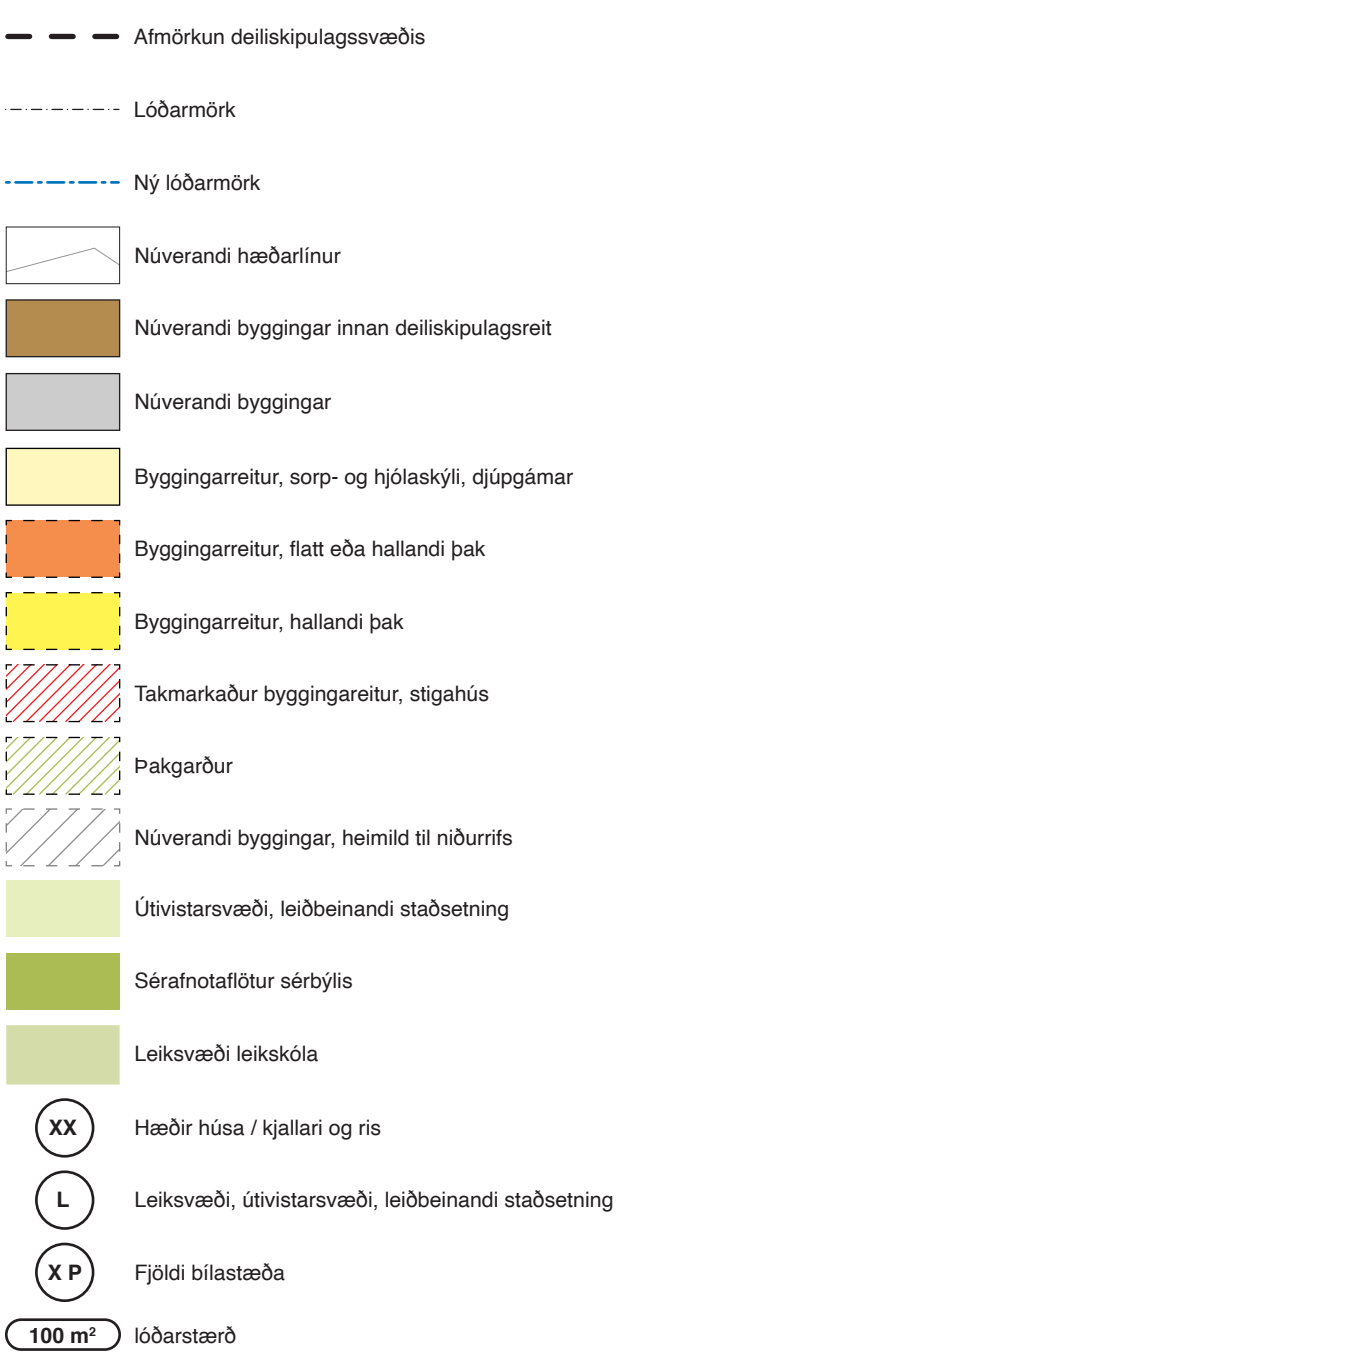 Afmörkun deiliskipulagssvæðis
Lóðarmörk
Ný lóðarmörk
Núverandi hæðarlínur
Núverandi byggingar innan deiliskipulagsreit
Núverandi byggingar
Byggingarreitur, sorp- og hjólaskýli, djúpgámar
Byggingarreitur, flatt eða hallandi þak
Byggingarreitur, hallandi þak
Takmarkaður byggingareitur, stigahús
Þakgarður
Núverandi byggingar, heimild til niðurrifs
Útivistarsvæði, leiðbeinandi staðsetning
Sérafnotaflötur sérbýlis
Leiksvæði leikskóla
XX Hæðir húsa / kjallari og ris
L Leiksvæði, útivistarsvæði, leiðbeinandi staðsetning
X P Fjöldi bílastæða
100 m² lóðarstærð